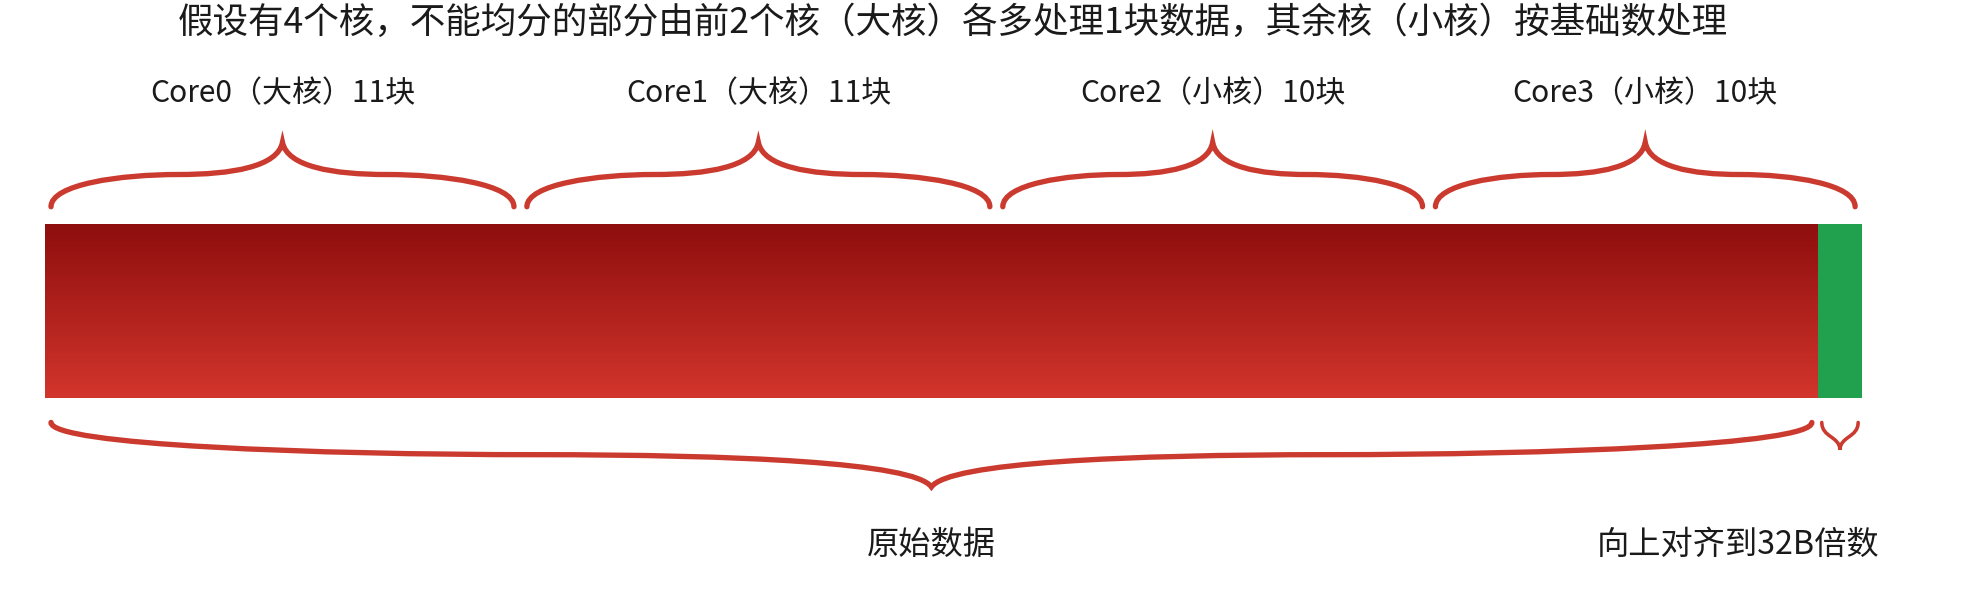 假设有4个核，不能均分的部分由前2个核（大核）各多处理1块数据，其余核（小核）按基础数处理
Core0（大核）11块
Core1（大核）11块
Core2（小核）10块
Core3（小核）10块
原始数据
向上对齐到32B倍数